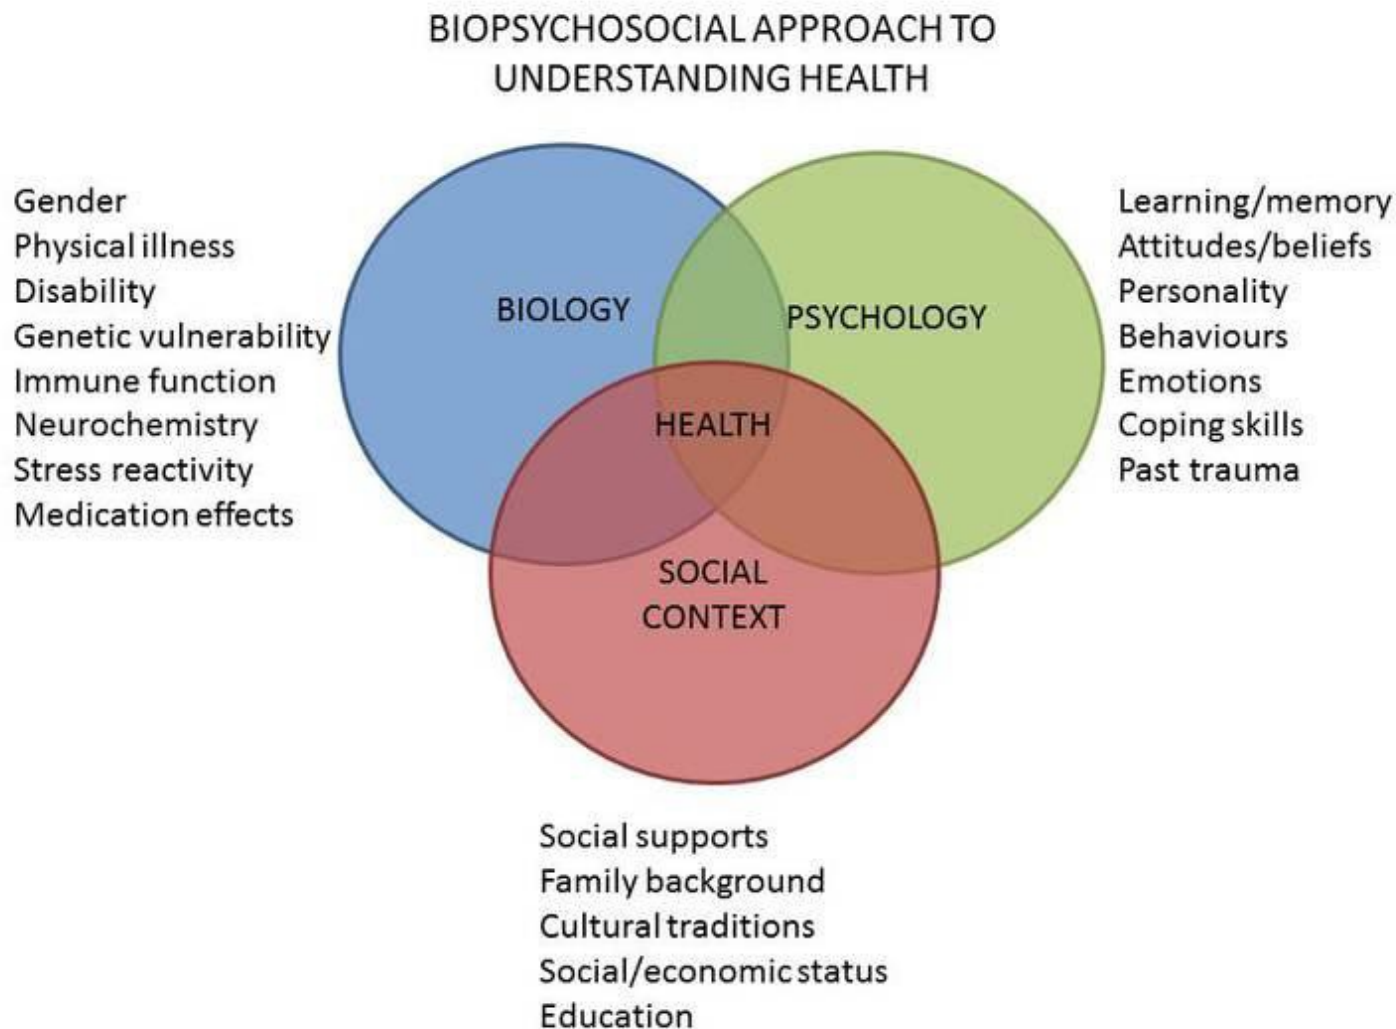 BIOPSYCHOSOCIAL APPROACH TO
UNDERSTANDING HEALTH
Gender
Physical illness
Disability
Genetic vulnerability
Immune function
Neurochemistry
Stress reactivity
Medication effects
BIOLOGY
PSYCHOLOGY
HEALTH
SOCIAL
CONTEXT
Learning/memory
Attitudes/beliefs
Personality
Behaviours
Emotions
Coping skills
Past trauma
Social supports
Family background
Cultural traditions
Social/economic status
Education